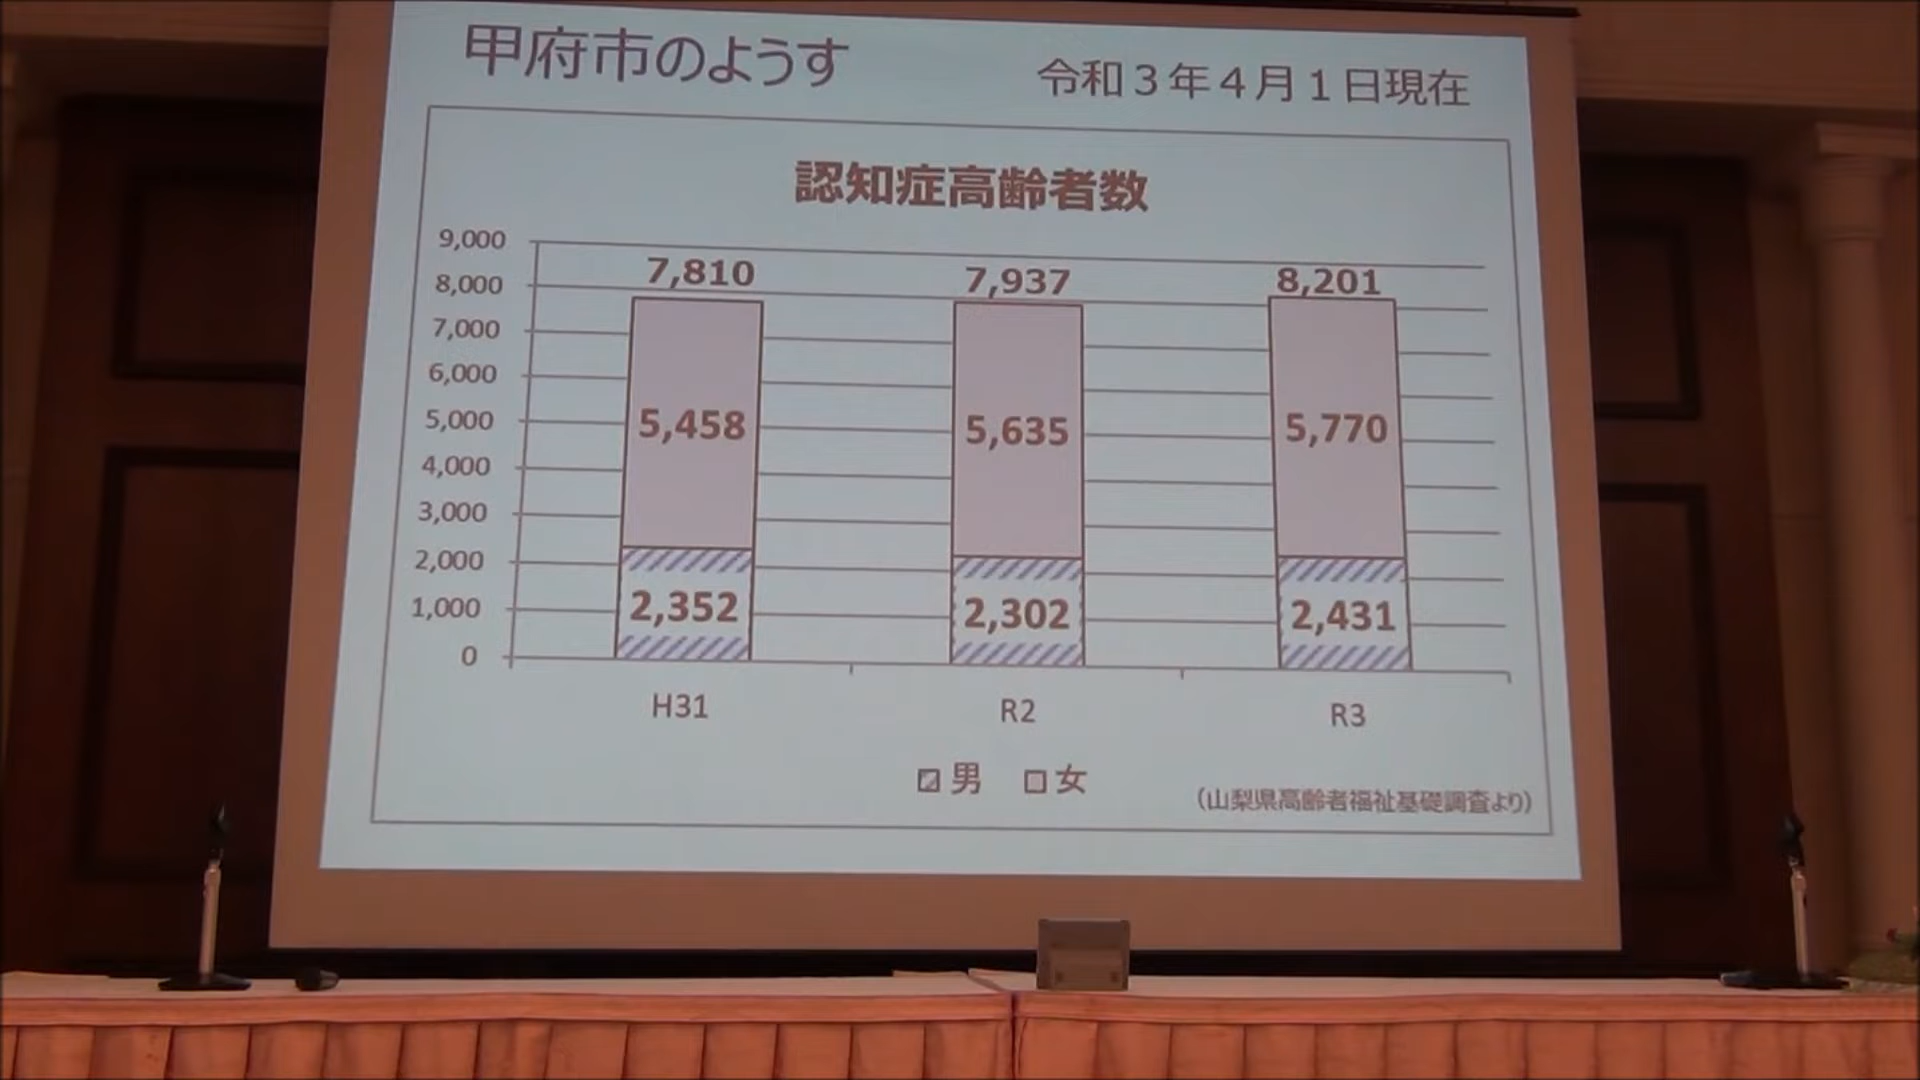 甲府市のようす
令和3年4月1日現在
認知症高齢者数
9,000
8,000
7,000
6,000
5,000
4,000
3,000
2,000
1,000
0
7,810
7,937
8,201
5,458
5,635
5,770
2,352
2,302
2,431
H31
R2
R3
男 女
(山梨県高齢者福祉基礎調査より)